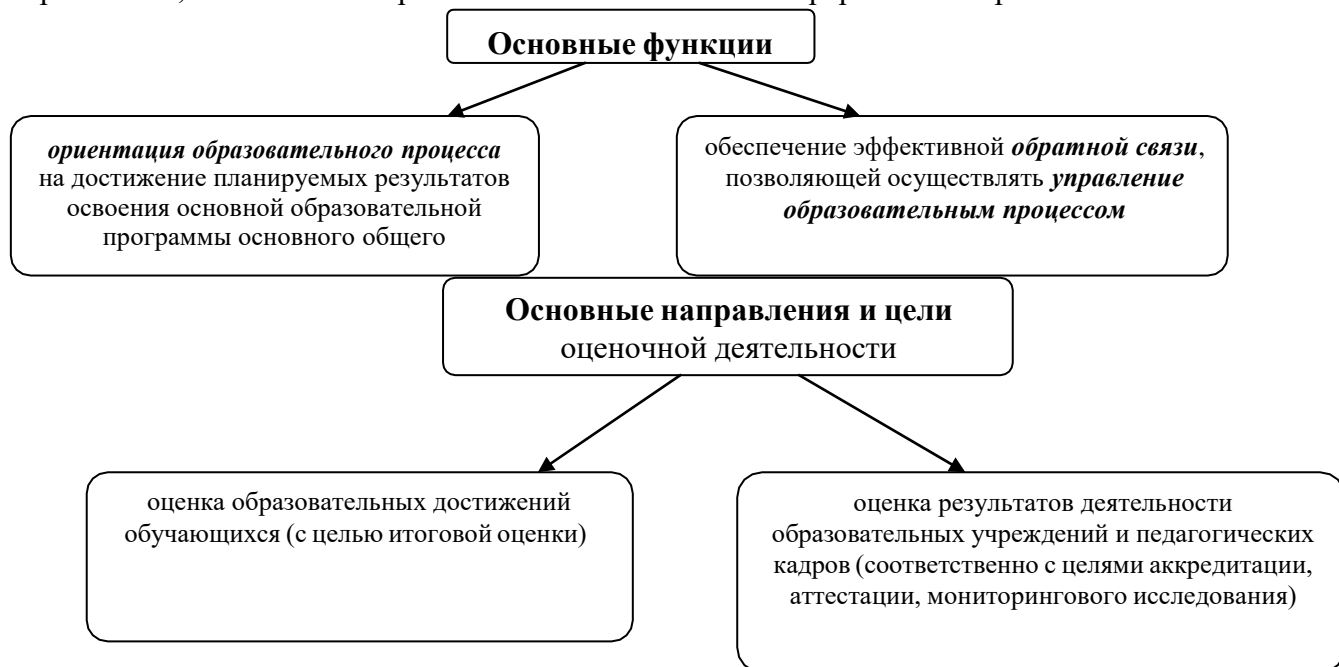 Основные функции
ориентация образовательного процесса
на достижение планируемых результатов
освоения основной образовательной
программы основного общего
обеспечение эффективной обратной связи,
позволяющей осуществлять управление
образовательным процессом
Основные направления и цели
оценочной деятельности
оценка образовательных достижений
обучающихся (с целью итоговой оценки)
оценка результатов деятельности
образовательных учреждений и педагогических
кадров (соответственно с целями аккредитации,
аттестации, мониторингового исследования)